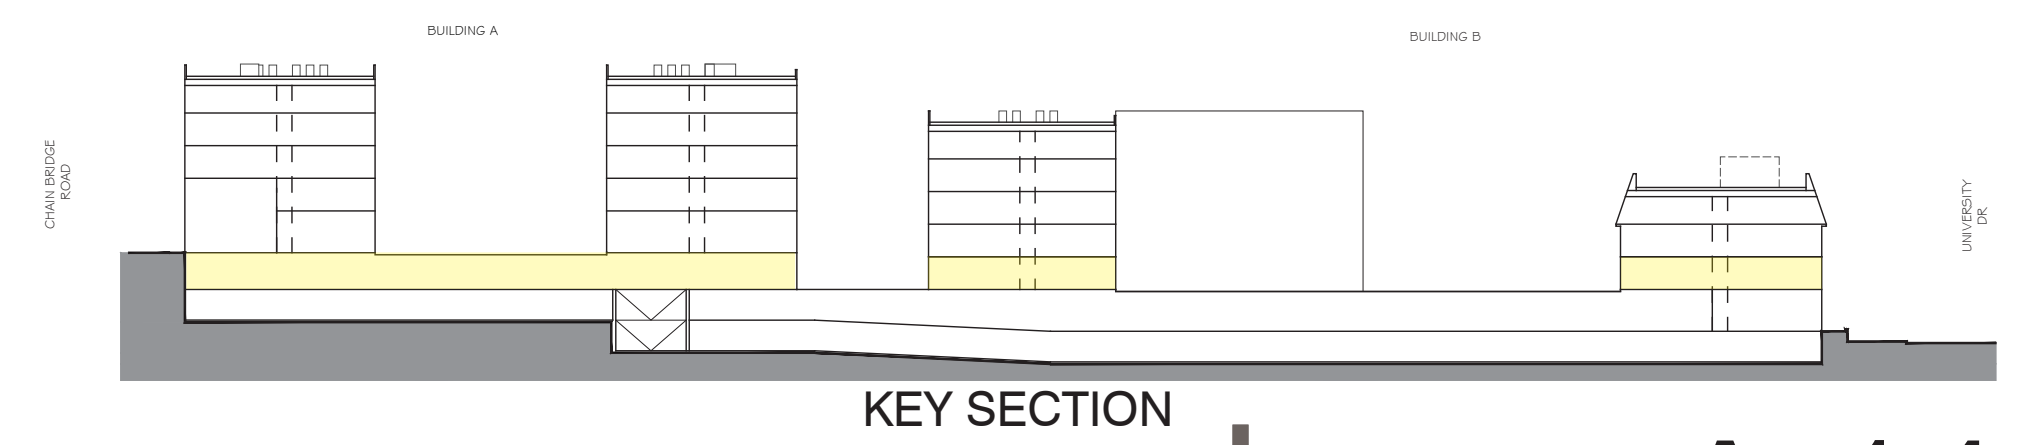 BUILDING A
BUILDING B
CHAIN BRIDGE
ROAD
UNIVERSITY
DR
KEY SECTION